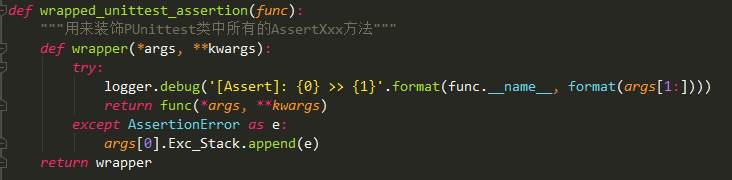 def wrapped_unittest_assertion(func):
    """用来装饰PUnittest类中所有的AssertXxx方法"""
    def wrapper(*args, **kwargs):
        try:
            logger.debug('[Assert]: {0} >> {1}'.format(func.__name__, format(args[1:])))
            return func(*args, **kwargs)
        except AssertionError as e:
            args[0].Exc_Stack.append(e)
    return wrapper